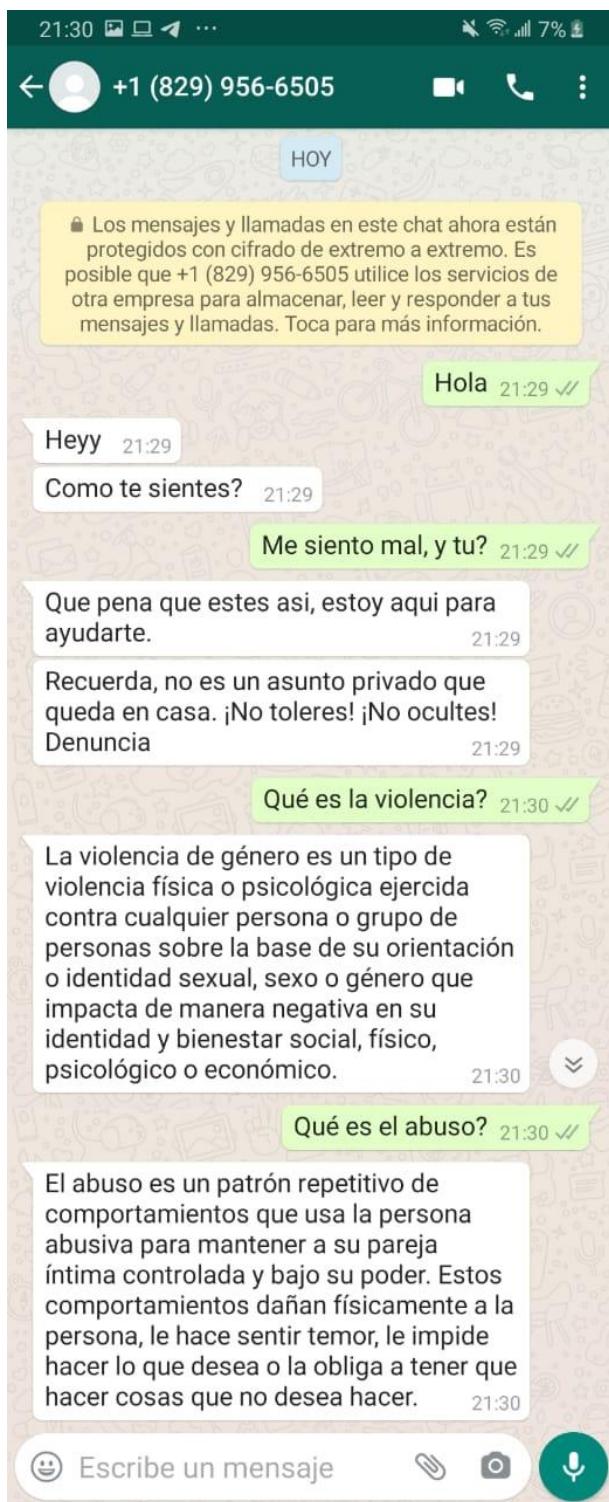 21:30 ... 7%
+1 (829) 956-6505
HOY
Los mensajes y llamadas en este chat ahora están
protegidos con cifrado de extremo a extremo. Es
posible que +1 (829) 956-6505 utilice los servicios de
otra empresa para almacenar, leer y responder a tus
mensajes y llamadas. Toca para más información.
Hola 21:29
Heyy 21:29
Como te sientes? 21:29
Me siento mal, y tu? 21:29
Que pena que estes asi, estoy aqui para
ayudarte. 21:29
Recuerda, no es un asunto privado que
queda en casa. ¡No toleres! ¡No ocultes!
Denuncia 21:29
Qué es la violencia? 21:30
La violencia de género es un tipo de
violencia física o psicológica ejercida
contra cualquier persona o grupo de
personas sobre la base de su orientación
o identidad sexual, sexo o género que
impacta de manera negativa en su
identidad y bienestar social, físico,
psicológico o económico. 21:30
Qué es el abuso? 21:30
El abuso es un patrón repetitivo de
comportamientos que usa la persona
abusiva para mantener a su pareja
íntima controlada y bajo su poder. Estos
comportamientos dañan físicamente a la
persona, le hace sentir temor, le impide
hacer lo que desea o la obliga a tener que
hacer cosas que no desea hacer. 21:30
Escribe un mensaje